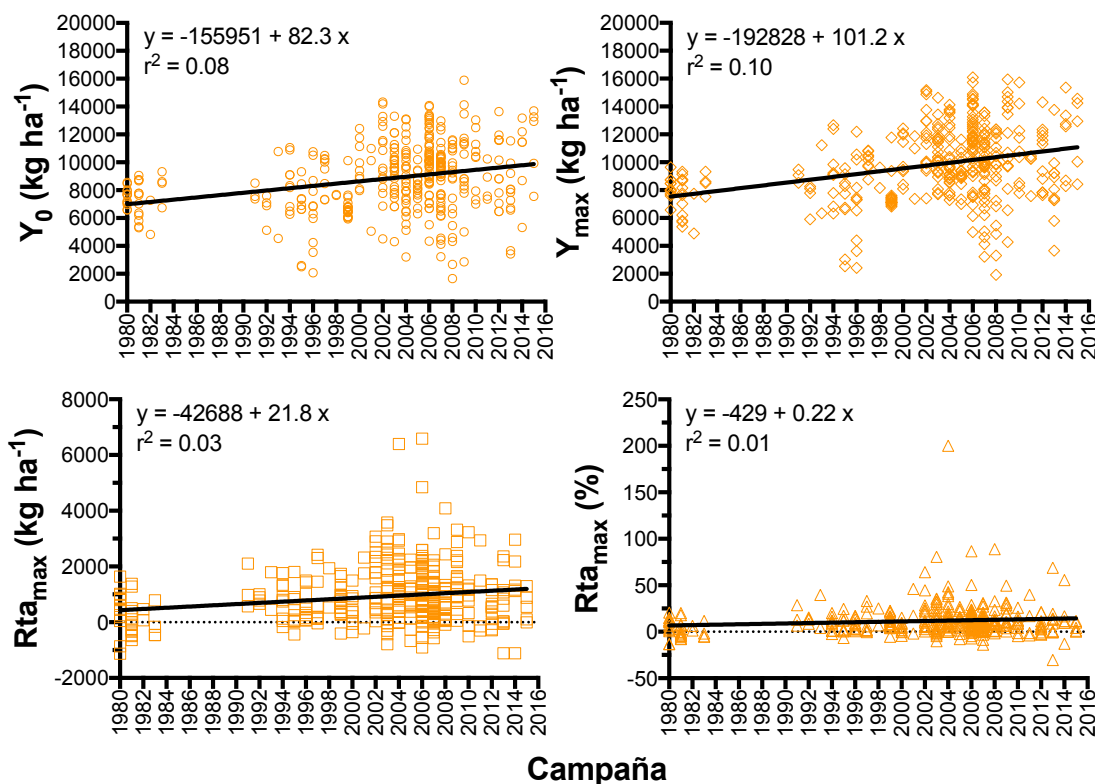 y = -155951 + 82.3 x
r² = 0.08
Y₀ (kg ha⁻¹)
20000
18000
16000
14000
12000
10000
8000
6000
4000
2000
0
1980 1982 1984 1986 1988 1990 1992 1994 1996 1998 2000 2002 2004 2006 2008 2010 2012 2014 2016
y = -192828 + 101.2 x
r² = 0.10
Yₘₐₓ (kg ha⁻¹)
20000
18000
16000
14000
12000
10000
8000
6000
4000
2000
0
1980 1982 1984 1986 1988 1990 1992 1994 1996 1998 2000 2002 2004 2006 2008 2010 2012 2014 2016
y = -42688 + 21.8 x
r² = 0.03
Rtaₘₐₓ (kg ha⁻¹)
8000
6000
4000
2000
0
-2000
1980 1982 1984 1986 1988 1990 1992 1994 1996 1998 2000 2002 2004 2006 2008 2010 2012 2014 2016
y = -429 + 0.22 x
r² = 0.01
Rtaₘₐₓ (%)
250
200
150
100
50
0
-50
1980 1982 1984 1986 1988 1990 1992 1994 1996 1998 2000 2002 2004 2006 2008 2010 2012 2014 2016
Campaña